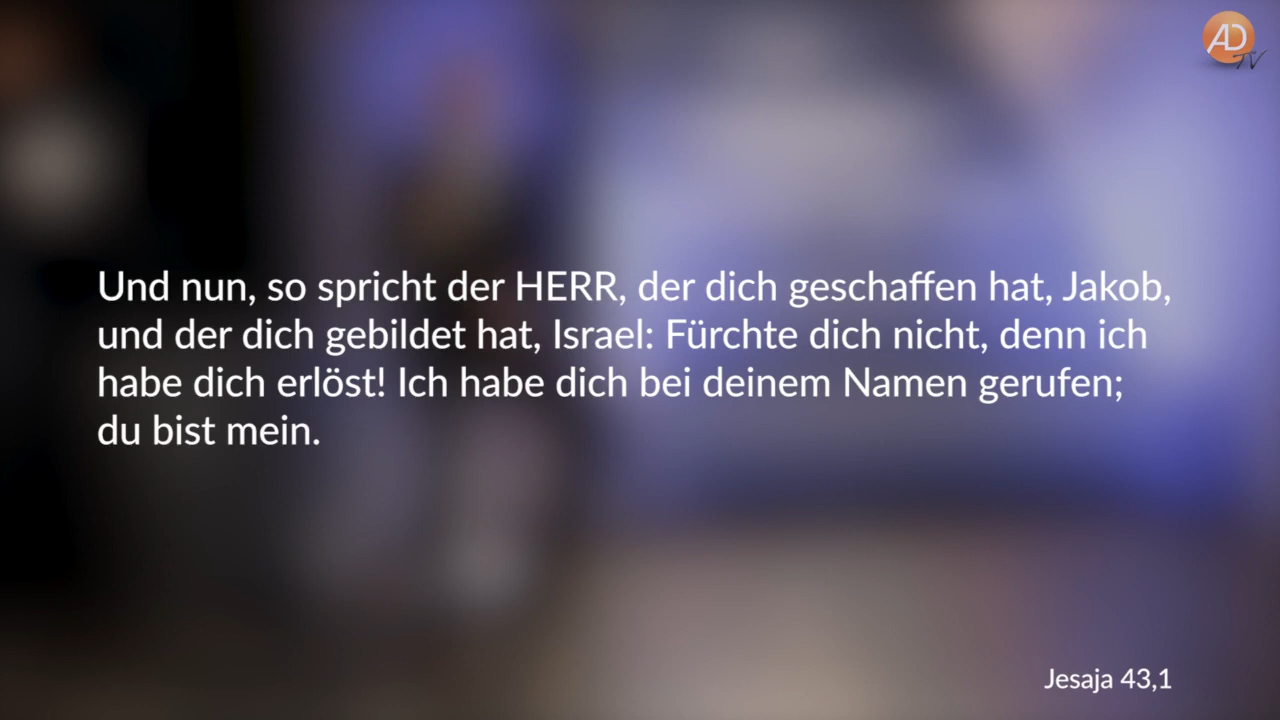 AD
TV
Und nun, so spricht der HERR, der dich geschaffen hat, Jakob,
und der dich gebildet hat, Israel: Fürchte dich nicht, denn ich
habe dich erlöst! Ich habe dich bei deinem Namen gerufen;
du bist mein.
Jesaja 43,1